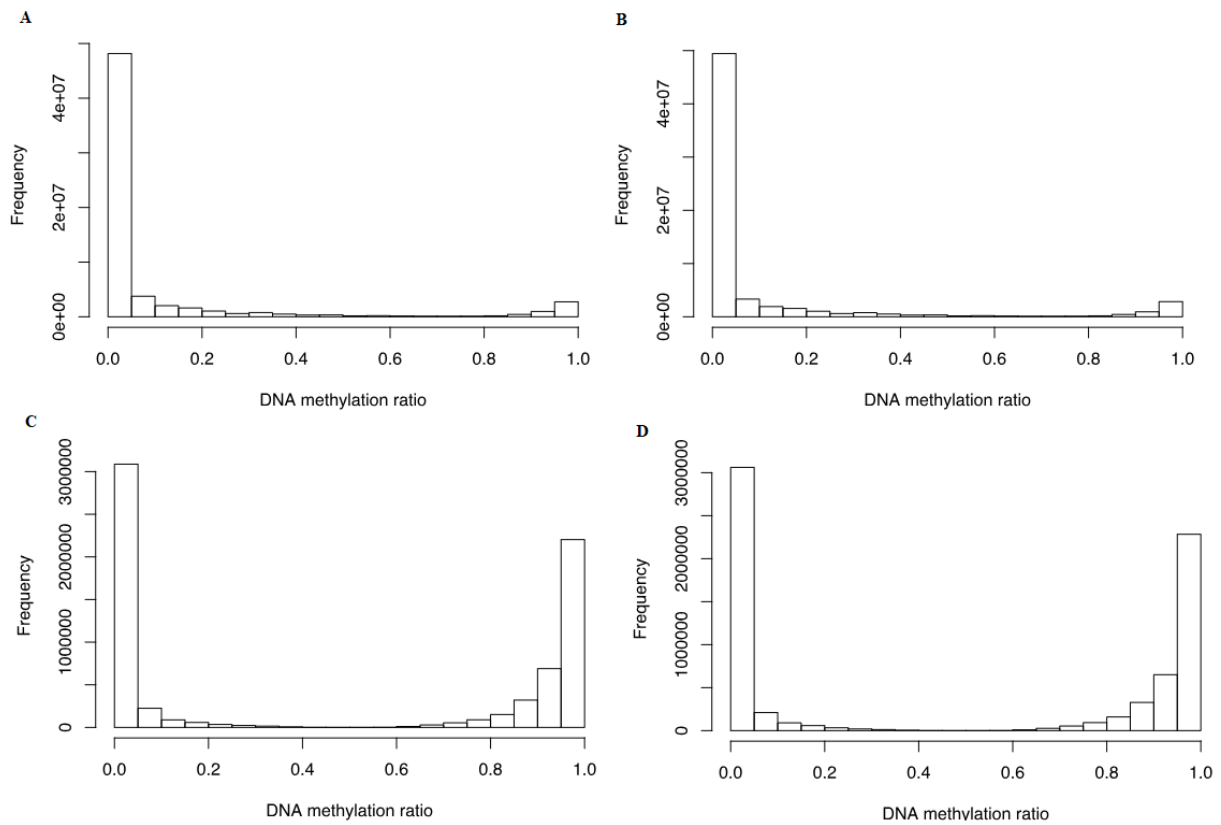 A
Frequency
0e+00 2e+07 4e+07
0.0 0.2 0.4 0.6 0.8 1.0
DNA methylation ratio
B
Frequency
0e+00 2e+07 4e+07
0.0 0.2 0.4 0.6 0.8 1.0
DNA methylation ratio
C
Frequency
0 1000000 2000000 3000000
0.0 0.2 0.4 0.6 0.8 1.0
DNA methylation ratio
D
Frequency
0 1000000 2000000 3000000
0.0 0.2 0.4 0.6 0.8 1.0
DNA methylation ratio